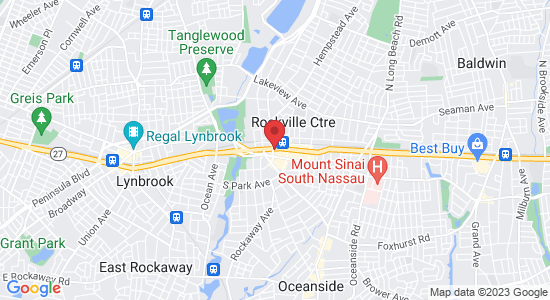 Wheeler Ave
Cornwell Ave
Emerson Pl
Tanglewood
Preserve
Hempstead Ave
Demott Ave
N Long Beach Rd
Baldwin
N Brookside Ave
Lakeview Ave
Greis Park
Seaman Ave
Regal Lynbrook
Rockville Ctre
27
Best Buy
Mount Sinai
South Nassau
H
Peninsula Blvd
Lynbrook
Ocean Ave
S Park Ave
Broadway
Milburn Ave
Union Ave
Grant Park
Rockaway Ave
Oceanside Rd
Foxhurst Rd
Grand Ave
East Rockaway
E Rockaway Rd
Oceanside
Brower Ave
Google
Map data ©2023 Google